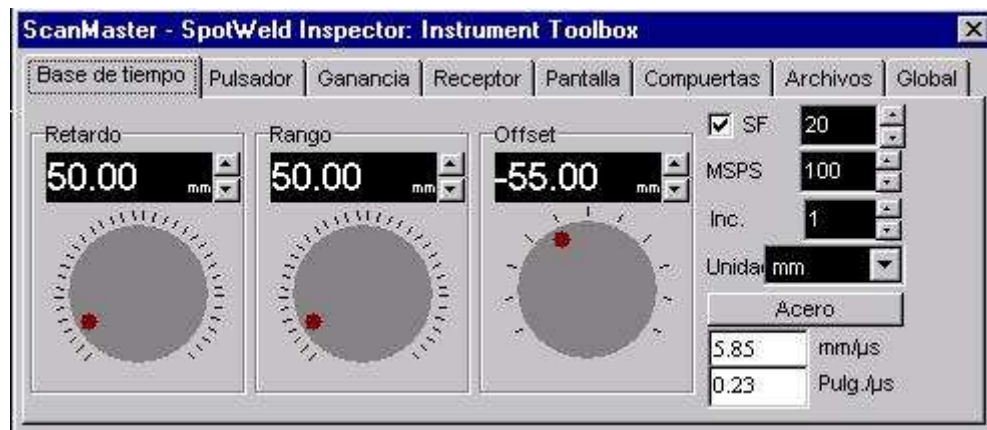 ScanMaster - SpotWeld Inspector: Instrument Toolbox
Base de tiempo Pulsador Ganancia Receptor Pantalla Compuertas Archivos Global
Retardo
50.00 mm
Rango
50.00 mm
Offset
-55.00 mm
SF 20
MSPS 100
Inc. 1
Unida mm
Acero
5.85 mm/µs
0.23 Pulg./µs